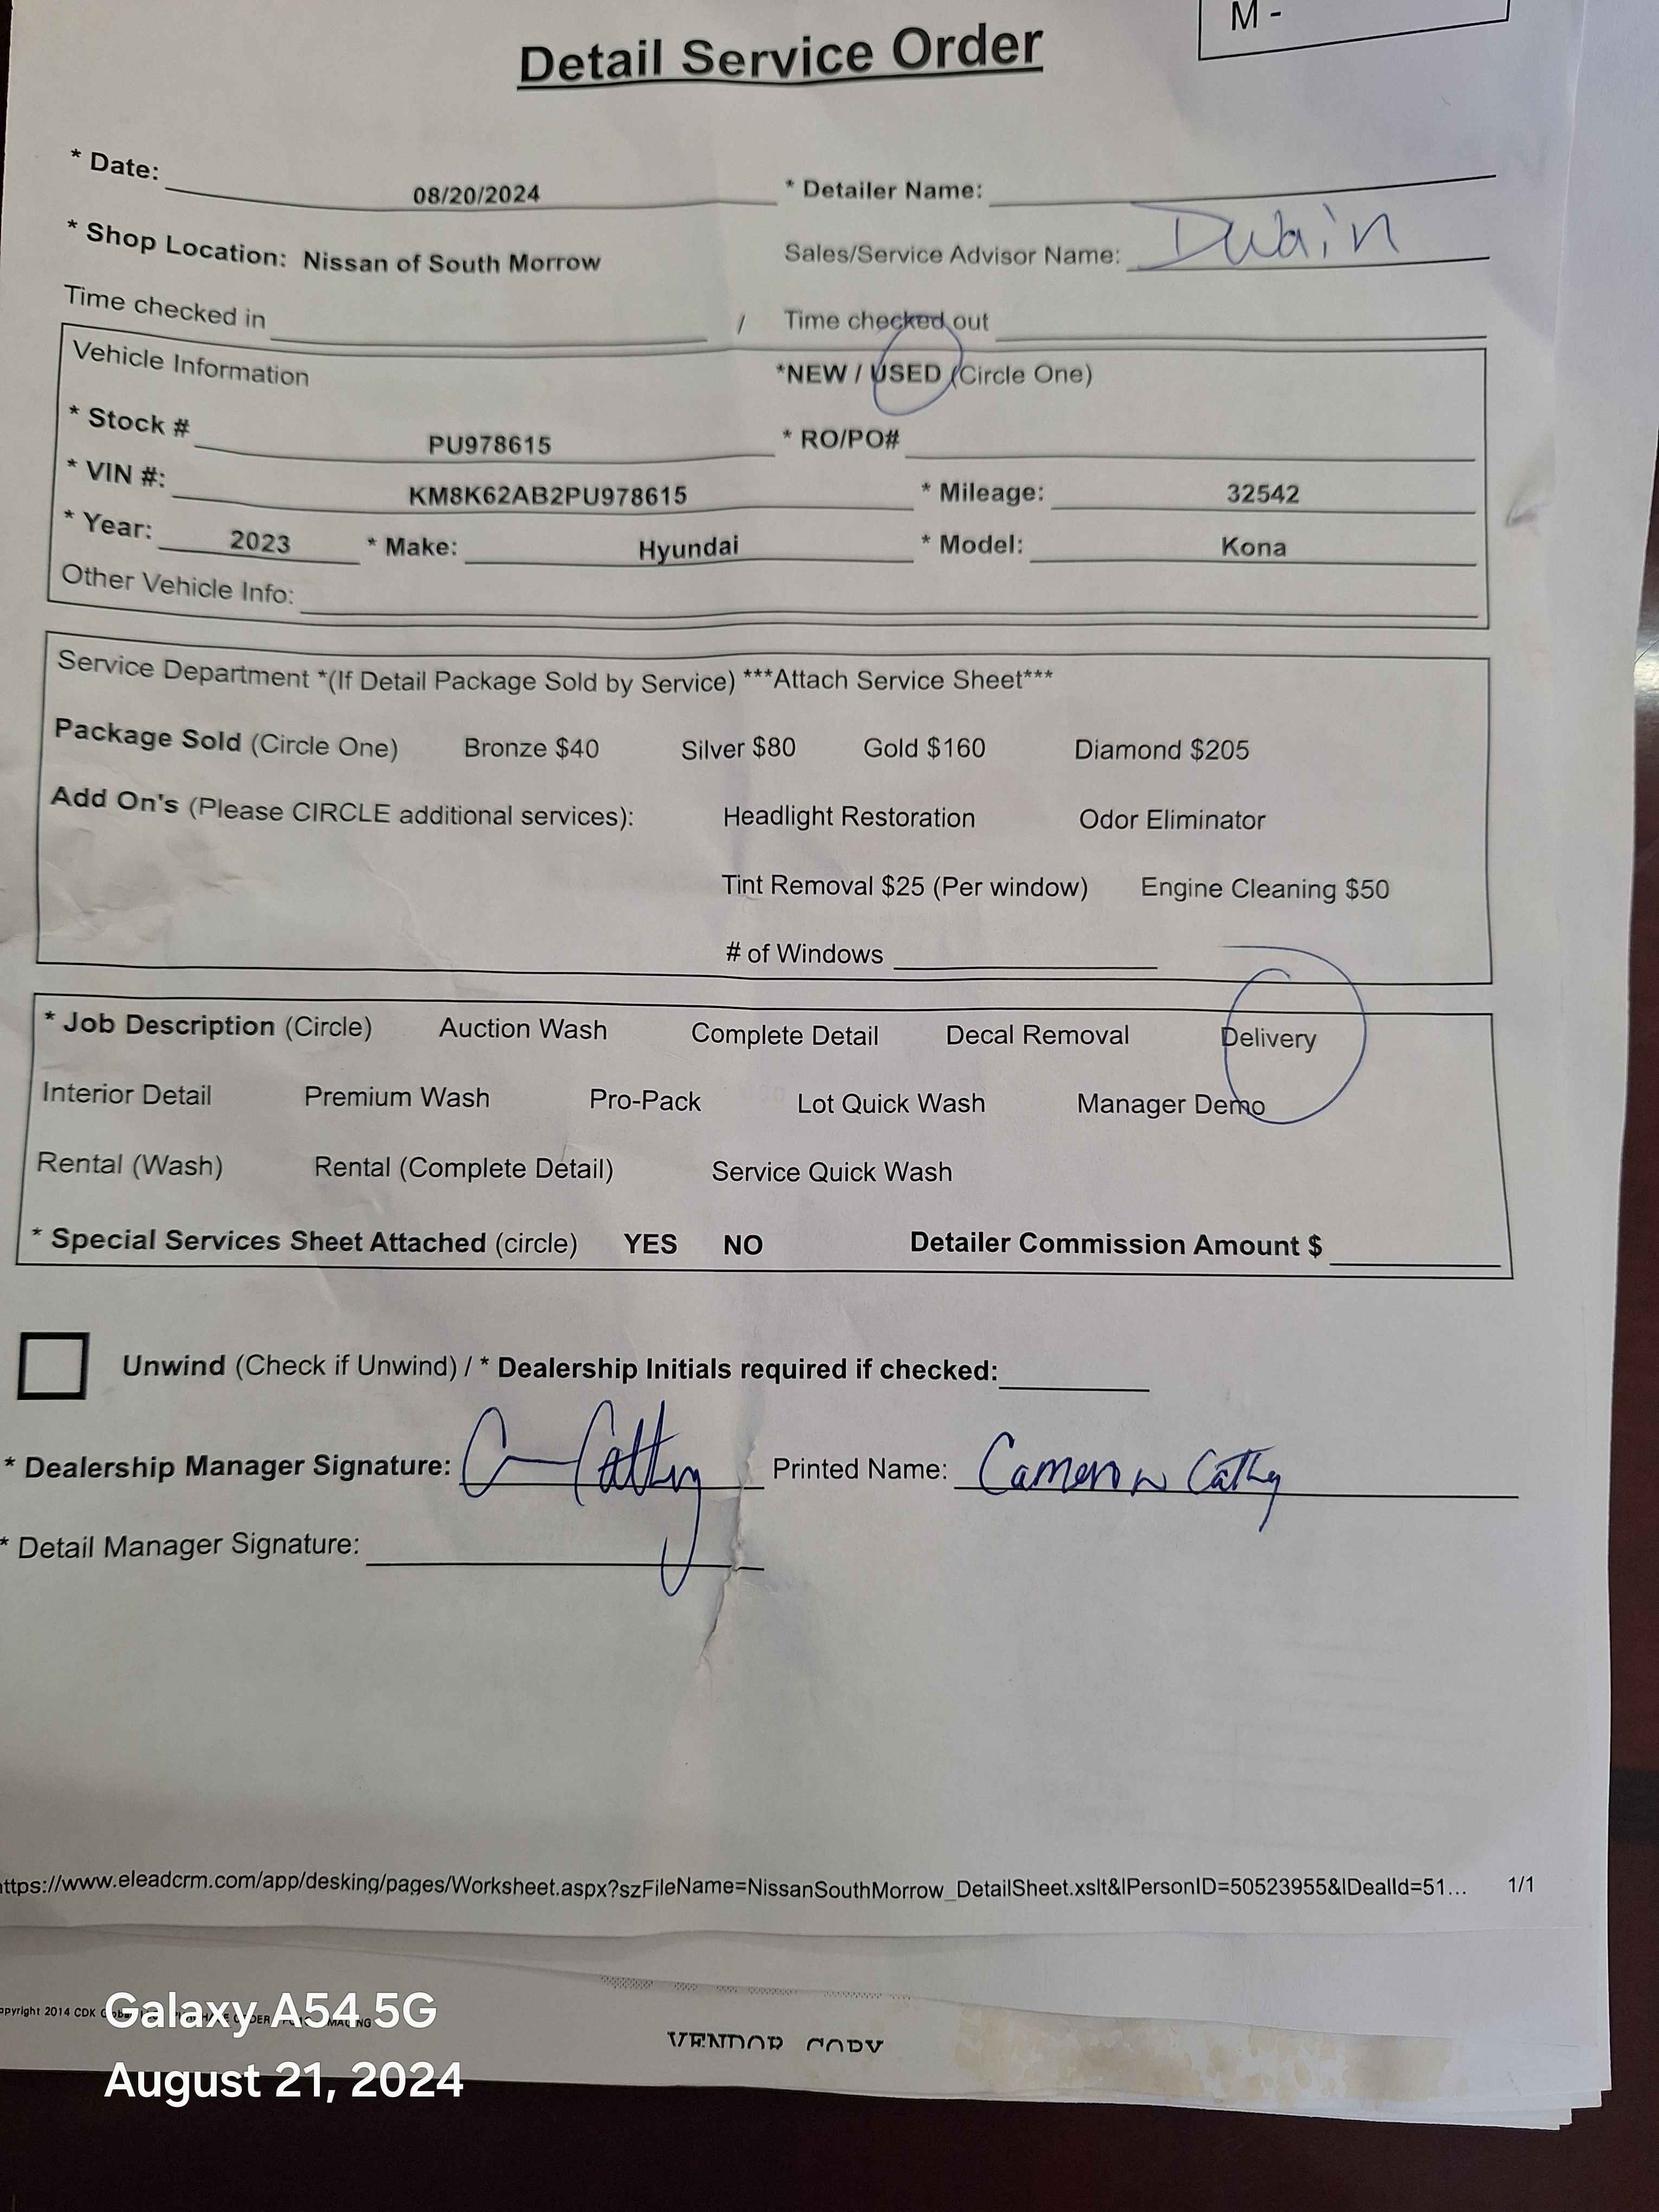 M -
Detail Service Order
* Date: 08/20/2024 * Detailer Name:
* Shop Location: Nissan of South Morrow Sales/Service Advisor Name: Dwain
Time checked in / Time checked out
Vehicle Information *NEW / USED (Circle One)
* Stock # PU978615 * RO/PO#
* VIN #: KM8K62AB2PU978615 * Mileage: 32542
* Year: 2023 * Make: Hyundai * Model: Kona
Other Vehicle Info:
Service Department *(If Detail Package Sold by Service) ***Attach Service Sheet***
Package Sold (Circle One) Bronze $40 Silver $80 Gold $160 Diamond $205
Add On's (Please CIRCLE additional services): Headlight Restoration Odor Eliminator
Tint Removal $25 (Per window) Engine Cleaning $50
# of Windows
* Job Description (Circle) Auction Wash Complete Detail Decal Removal Delivery
Interior Detail Premium Wash Pro-Pack Lot Quick Wash Manager Demo
Rental (Wash) Rental (Complete Detail) Service Quick Wash
* Special Services Sheet Attached (circle) YES NO Detailer Commission Amount $
Unwind (Check if Unwind) / * Dealership Initials required if checked:
* Dealership Manager Signature: C Cathy Printed Name: Cameron Cathy
* Detail Manager Signature:
ttps://www.eleadcrm.com/app/desking/pages/Worksheet.aspx?szFileName=NissanSouthMorrow_DetailSheet.xslt&lPersonID=50523955&lDealId=51... 1/1
opyright 2014 CDK
Galaxy A54 5G
VENDOR COPY
August 21, 2024